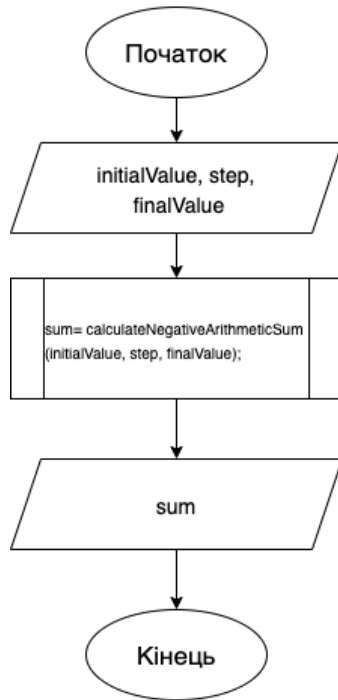 Початок
initialValue, step,
finalValue
sum= calculateNegativeArithmeticSum
(initialValue, step, finalValue);
sum
Кінець